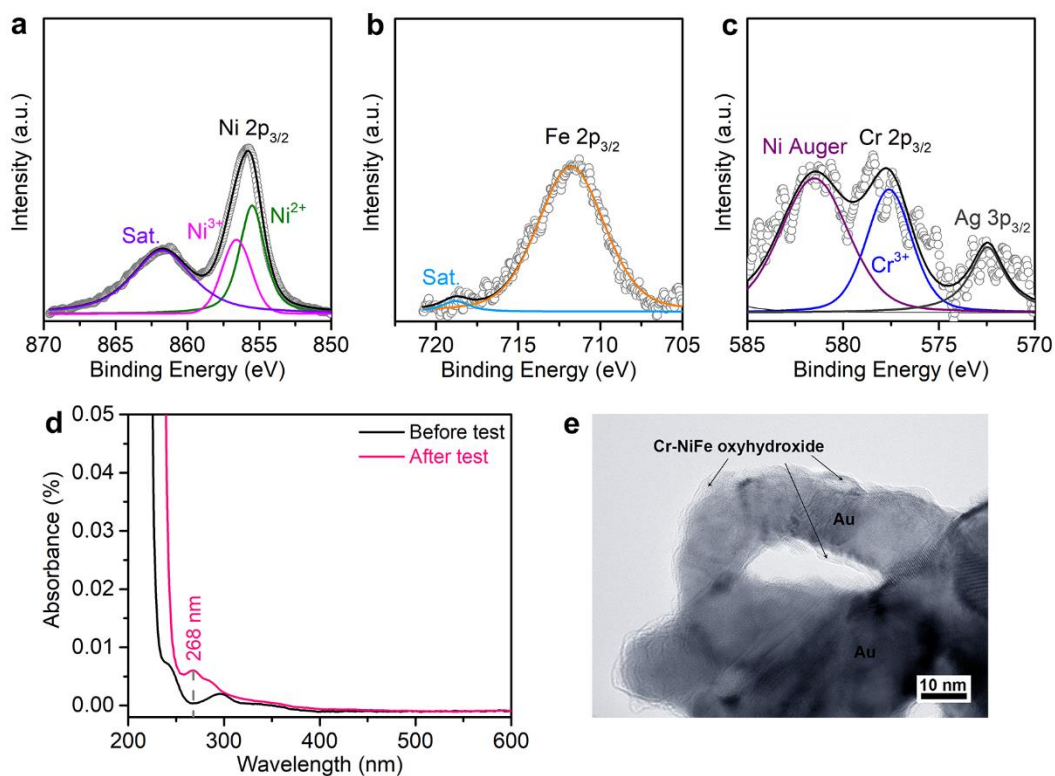 a
Intensity (a.u.)
Ni 2p3/2
Ni3+
Ni2+
Sat.
870 865 860 855 850
Binding Energy (eV)
b
Intensity (a.u.)
Fe 2p3/2
Sat.
720 715 710 705
Binding Energy (eV)
c
Intensity (a.u.)
Ni Auger
Cr 2p3/2
Ag 3p3/2
Cr3+
585 580 575 570
Binding Energy (eV)
d
Absorbance (%)
0.05
0.04
0.03
0.02
0.01
0.00
Before test
After test
268 nm
200 300 400 500 600
Wavelength (nm)
e
Cr-NiFe oxyhydroxide
Au
Au
10 nm